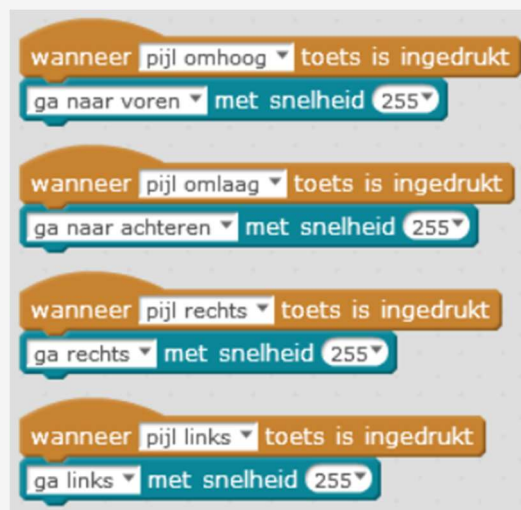 wanneer pijl omhoog toets is ingedrukt
ga naar voren met snelheid 255
wanneer pijl omlaag toets is ingedrukt
ga naar achteren met snelheid 255
wanneer pijl rechts toets is ingedrukt
ga rechts met snelheid 255
wanneer pijl links toets is ingedrukt
ga links met snelheid 255